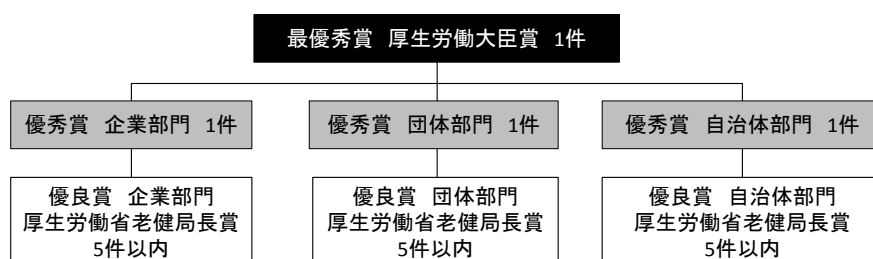 最優秀賞 厚生労働大臣賞 1件
優秀賞 企業部門 1件
優秀賞 団体部門 1件
優秀賞 自治体部門 1件
優良賞 企業部門
厚生労働省老健局長賞
5件以内
優良賞 団体部門
厚生労働省老健局長賞
5件以内
優良賞 自治体部門
厚生労働省老健局長賞
5件以内